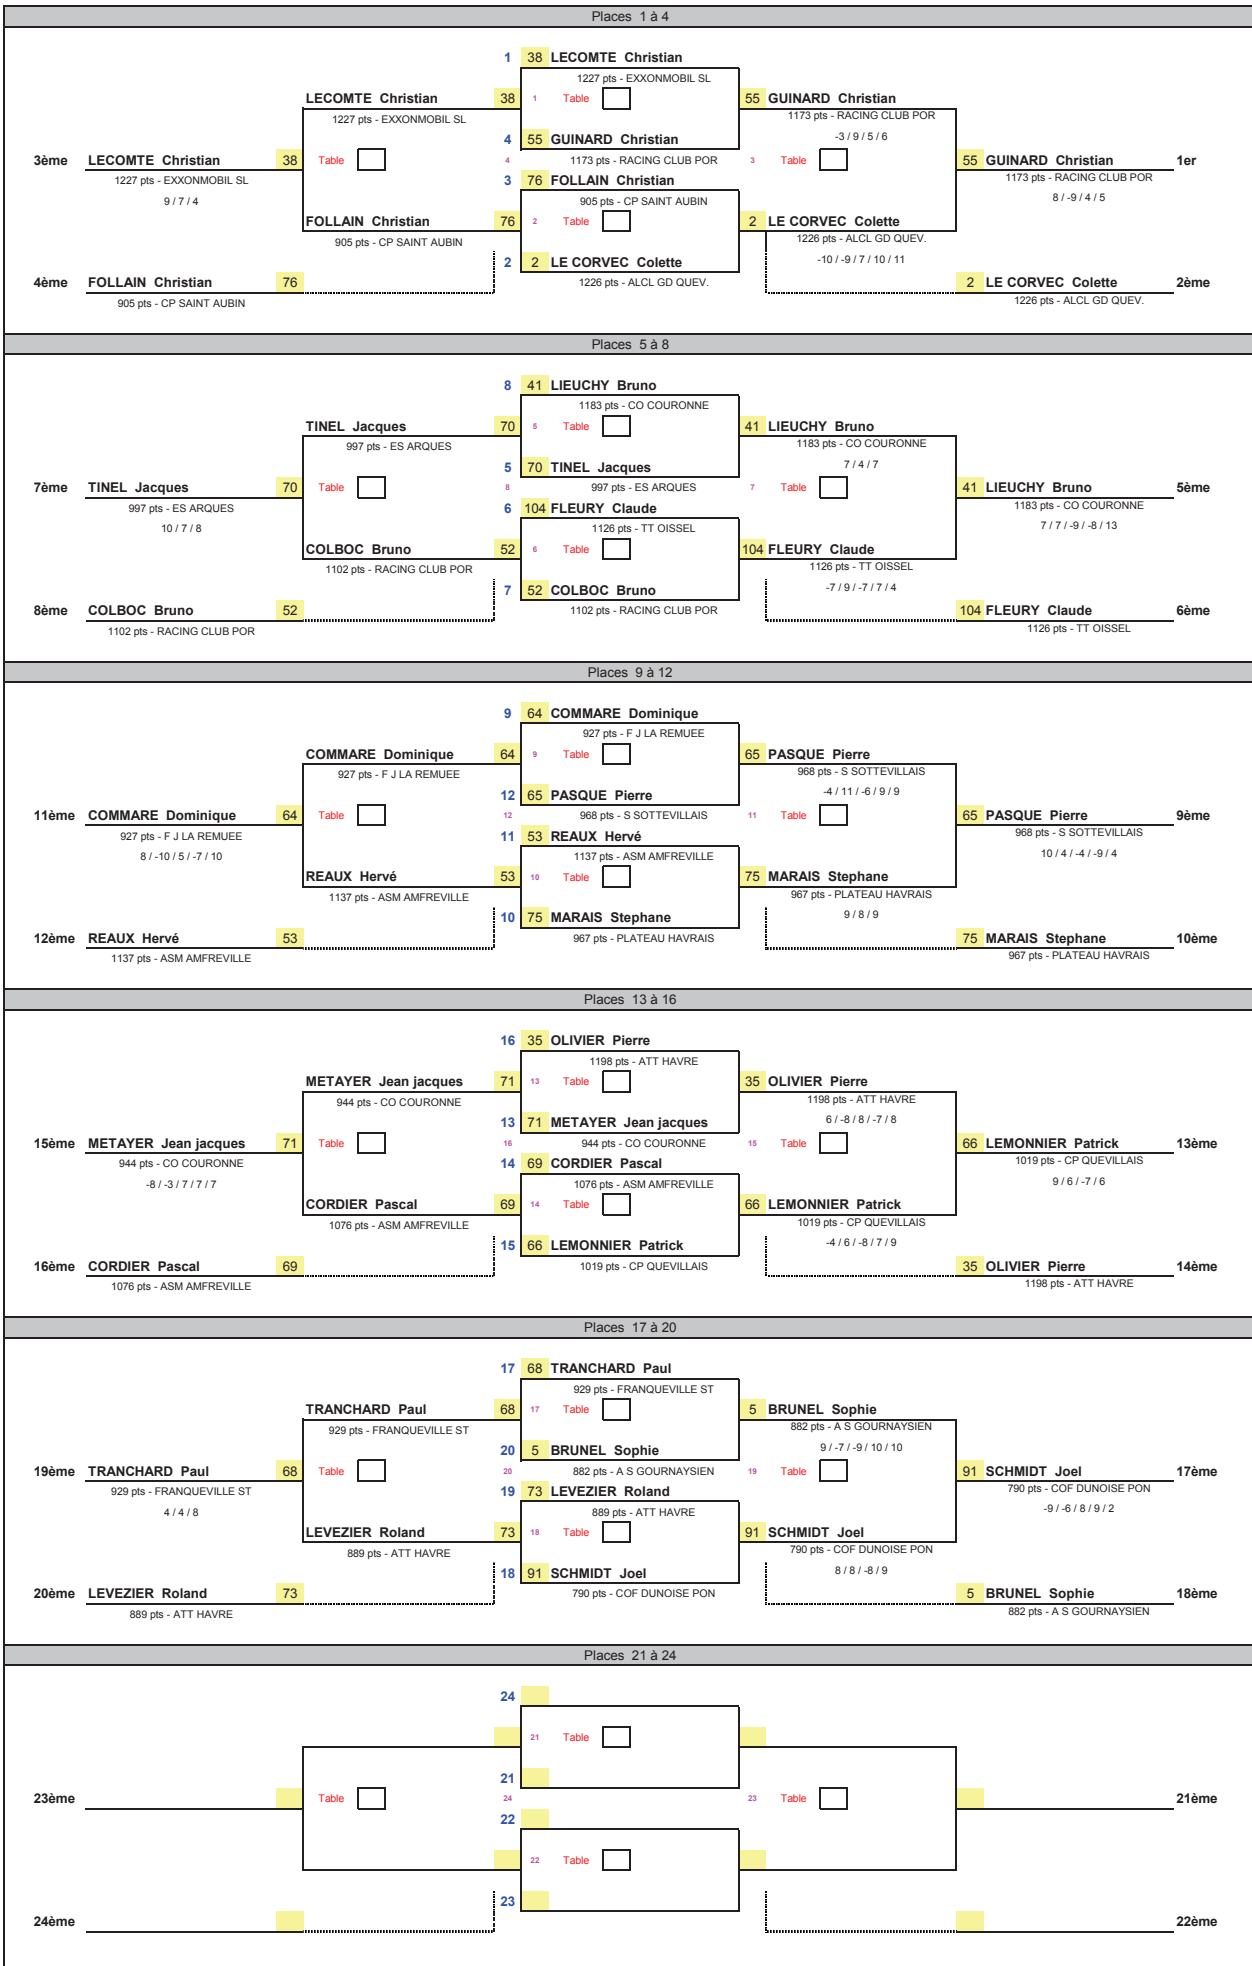 Places 1 à 4
1 38 LECOMTE Christian
1227 pts - EXXONMOBIL SL
LECOMTE Christian 38 1 Table 55 GUINARD Christian
1227 pts - EXXONMOBIL SL 1173 pts - RACING CLUB POR
-3 / 9 / 5 / 6
4 55 GUINARD Christian
3ème LECOMTE Christian 38 Table 4 1173 pts - RACING CLUB POR 3 Table 55 GUINARD Christian 1er
1227 pts - EXXONMOBIL SL 3 76 FOLLAIN Christian 1173 pts - RACING CLUB POR
9 / 7 / 4 905 pts - CP SAINT AUBIN 8 / -9 / 4 / 5
FOLLAIN Christian 76 2 Table 2 LE CORVEC Colette
905 pts - CP SAINT AUBIN 1226 pts - ALCL GD QUEV.
2 2 LE CORVEC Colette -10 / -9 / 7 / 10 / 11
4ème FOLLAIN Christian 76 1226 pts - ALCL GD QUEV. 2 LE CORVEC Colette 2ème
905 pts - CP SAINT AUBIN 1226 pts - ALCL GD QUEV.
Places 5 à 8
8 41 LIEUCHY Bruno
1183 pts - CO COURONNE
TINEL Jacques 70 5 Table 41 LIEUCHY Bruno
997 pts - ES ARQUES 1183 pts - CO COURONNE
5 70 TINEL Jacques 7 / 4 / 7
7ème TINEL Jacques 70 Table 8 997 pts - ES ARQUES 7 Table 41 LIEUCHY Bruno 5ème
997 pts - ES ARQUES 6 104 FLEURY Claude 1183 pts - CO COURONNE
10 / 7 / 8 1126 pts - TT OISSEL 7 / 7 / -9 / -8 / 13
COLBOC Bruno 52 6 Table 104 FLEURY Claude
1102 pts - RACING CLUB POR 1126 pts - TT OISSEL
7 52 COLBOC Bruno -7 / 9 / -7 / 7 / 4
8ème COLBOC Bruno 52 1102 pts - RACING CLUB POR 104 FLEURY Claude 6ème
1102 pts - RACING CLUB POR 1126 pts - TT OISSEL
Places 9 à 12
9 64 COMMARE Dominique
927 pts - F J LA REMUEE
COMMARE Dominique 64 9 Table 65 PASQUE Pierre
927 pts - F J LA REMUEE 968 pts - S SOTTEVILLAIS
12 65 PASQUE Pierre -4 / 11 / -6 / 9 / 9
11ème COMMARE Dominique 64 Table 12 968 pts - S SOTTEVILLAIS 11 Table 65 PASQUE Pierre 9ème
927 pts - F J LA REMUEE 11 53 REAUX Hervé 968 pts - S SOTTEVILLAIS
8 / -10 / 5 / -7 / 10 1137 pts - ASM AMFREVILLE 10 / 4 / -4 / -9 / 4
REAUX Hervé 53 10 Table 75 MARAIS Stephane
1137 pts - ASM AMFREVILLE 967 pts - PLATEAU HAVRAIS
10 75 MARAIS Stephane 9 / 8 / 9
12ème REAUX Hervé 53 967 pts - PLATEAU HAVRAIS 75 MARAIS Stephane 10ème
1137 pts - ASM AMFREVILLE 967 pts - PLATEAU HAVRAIS
Places 13 à 16
16 35 OLIVIER Pierre
1198 pts - ATT HAVRE
METAYER Jean jacques 71 13 Table 35 OLIVIER Pierre
944 pts - CO COURONNE 1198 pts - ATT HAVRE
13 71 METAYER Jean jacques 6 / -8 / 8 / -7 / 8
15ème METAYER Jean jacques 71 Table 16 944 pts - CO COURONNE 15 Table 66 LEMONNIER Patrick 13ème
944 pts - CO COURONNE 14 69 CORDIER Pascal 1019 pts - CP QUEVILLAIS
-8 / -3 / 7 / 7 / 7 1076 pts - ASM AMFREVILLE 9 / 6 / -7 / 6
CORDIER Pascal 69 14 Table 66 LEMONNIER Patrick
1076 pts - ASM AMFREVILLE 1019 pts - CP QUEVILLAIS
15 66 LEMONNIER Patrick -4 / 6 / -8 / 7 / 9
16ème CORDIER Pascal 69 1019 pts - CP QUEVILLAIS 35 OLIVIER Pierre 14ème
1076 pts - ASM AMFREVILLE 1198 pts - ATT HAVRE
Places 17 à 20
17 68 TRANCHARD Paul
929 pts - FRANQUEVILLE ST
TRANCHARD Paul 68 17 Table 5 BRUNEL Sophie
929 pts - FRANQUEVILLE ST 882 pts - A S GOURNAYSIEN
20 5 BRUNEL Sophie 9 / -7 / -9 / 10 / 10
19ème TRANCHARD Paul 68 Table 20 882 pts - A S GOURNAYSIEN 19 Table 91 SCHMIDT Joel 17ème
929 pts - FRANQUEVILLE ST 19 73 LEVEZIER Roland 790 pts - COF DUNOISE PON
4 / 4 / 8 889 pts - ATT HAVRE -9 / -6 / 8 / 9 / 2
LEVEZIER Roland 73 18 Table 91 SCHMIDT Joel
889 pts - ATT HAVRE 790 pts - COF DUNOISE PON
18 91 SCHMIDT Joel 8 / 8 / -8 / 9
20ème LEVEZIER Roland 73 790 pts - COF DUNOISE PON 5 BRUNEL Sophie 18ème
889 pts - ATT HAVRE 882 pts - A S GOURNAYSIEN
Places 21 à 24
24
21 Table
21
23ème Table 24 23 Table 21ème
22
22 Table
23
24ème 22ème